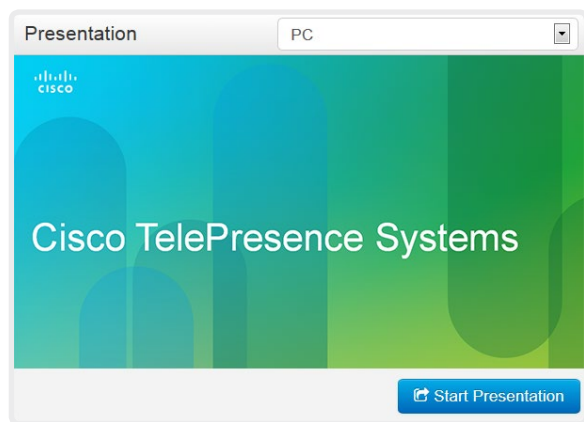 Presentation
PC
CISCO
Cisco TelePresence Systems
Start Presentation